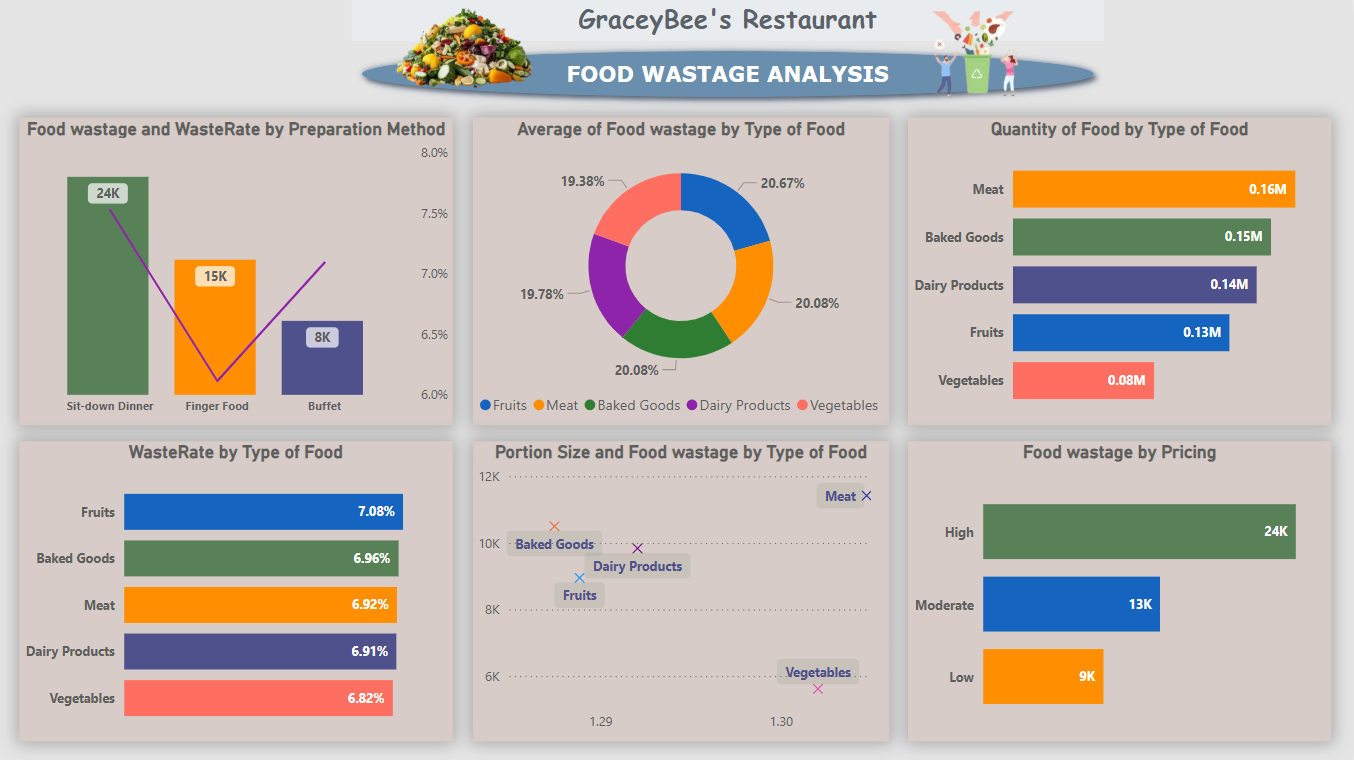 GraceyBee's Restaurant
FOOD WASTAGE ANALYSIS
Food wastage and WasteRate by Preparation Method
8.0%
7.5%
7.0%
6.5%
6.0%
24K
15K
8K
Sit-down Dinner
Finger Food
Buffet
Average of Food wastage by Type of Food
19.38%
20.67%
19.78%
20.08%
20.08%
Fruits Meat Baked Goods Dairy Products Vegetables
Quantity of Food by Type of Food
Meat 0.16M
Baked Goods 0.15M
Dairy Products 0.14M
Fruits 0.13M
Vegetables 0.08M
WasteRate by Type of Food
Fruits 7.08%
Baked Goods 6.96%
Meat 6.92%
Dairy Products 6.91%
Vegetables 6.82%
Portion Size and Food wastage by Type of Food
12K
10K
8K
6K
Meat
Baked Goods
Dairy Products
Fruits
Vegetables
1.29
1.30
Food wastage by Pricing
High 24K
Moderate 13K
Low 9K